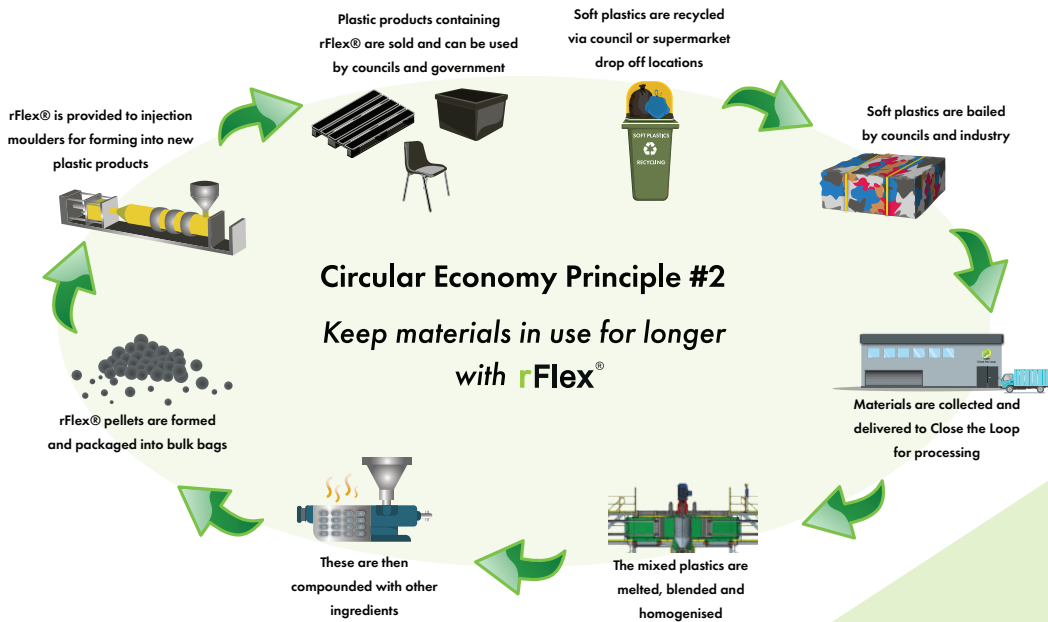 Plastic products containing
rFlex® are sold and can be used
by councils and government
Soft plastics are recycled
via council or supermarket
drop off locations
SOFT PLASTICS
RECYCLING
Soft plastics are bailed
by councils and industry
Materials are collected and
delivered to Close the Loop
for processing
The mixed plastics are
melted, blended and
homogenised
These are then
compounded with other
ingredients
rFlex® pellets are formed
and packaged into bulk bags
rFlex® is provided to injection
moulders for forming into new
plastic products
Circular Economy Principle #2
Keep materials in use for longer
with rFlex®